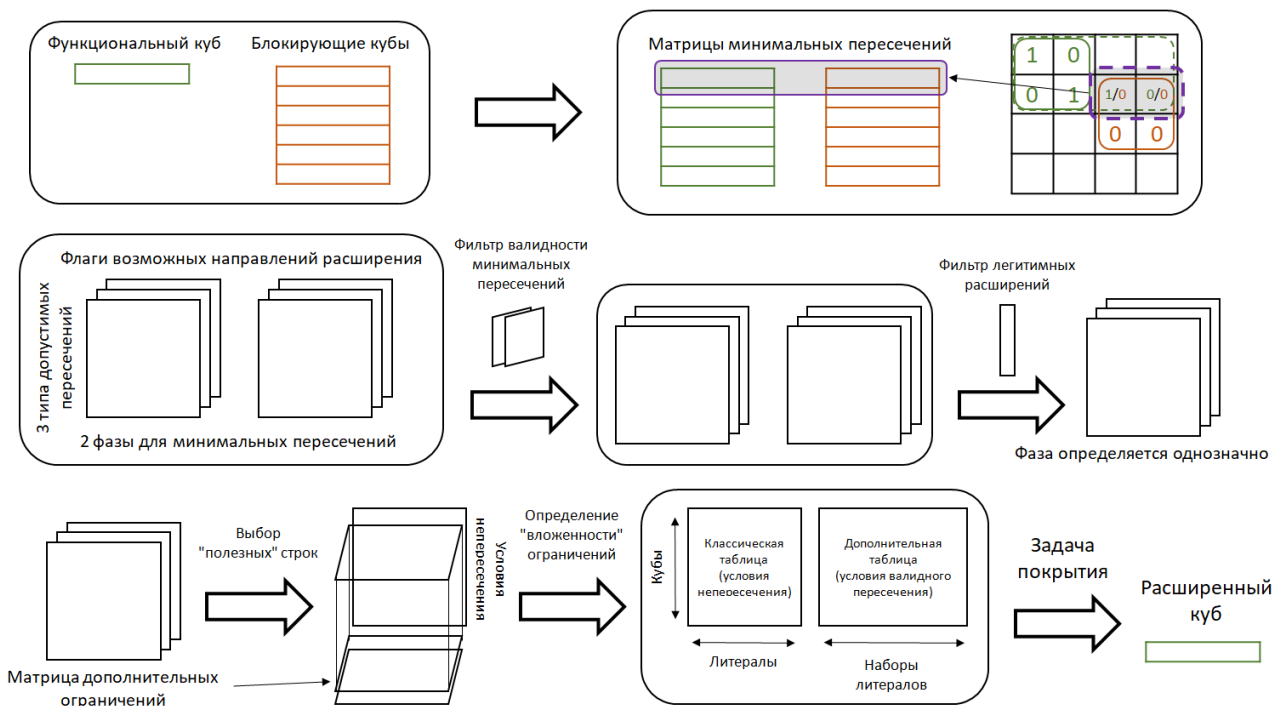 Функциональный куб
Блокирующие кубы
Матрицы минимальных пересечений
1 0
0 1 1/0 0/0
0 0
Флаги возможных направлений расширения
3 типа допустимых
пересечений
2 фазы для минимальных пересечений
Фильтр валидности
минимальных
пересечений
Фильтр легитимных
расширений
Фаза определяется однозначно
Матрица дополнительных
ограничений
Выбор
"полезных" строк
Условия
непересечения
Определение
"вложенности"
ограничений
Кубы
Классическая
таблица
(условия
непересечения)
Дополнительная
таблица
(условия валидного
пересечения)
Литералы
Наборы
литералов
Задача
покрытия
Расширенный
куб